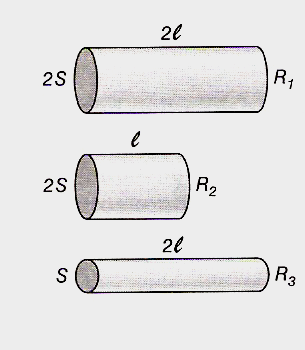 2ℓ
2S R₁
ℓ
2S R₂
2ℓ
S R₃